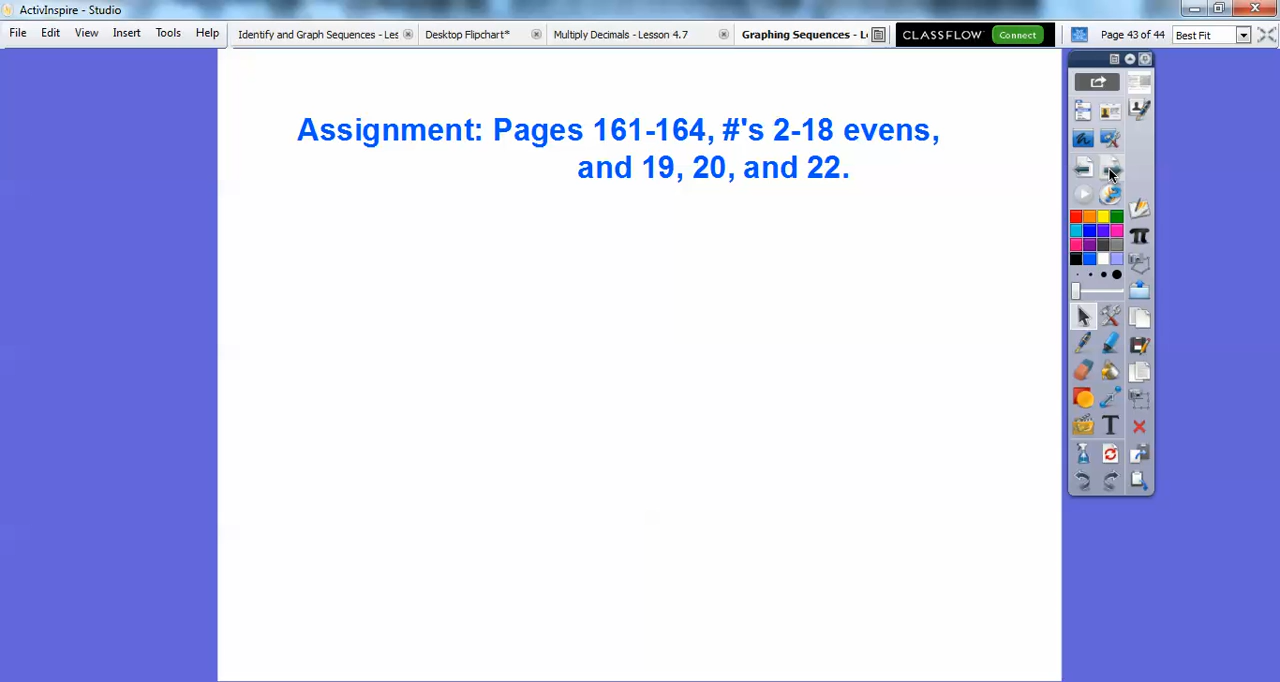 ActivInspire - Studio
File Edit View Insert Tools Help
Identify and Graph Sequences - Les Desktop Flipchart* Multiply Decimals - Lesson 4.7 Graphing Sequences - L
CLASSFLOW Connect
Page 43 of 44 Best Fit
Assignment: Pages 161-164, #'s 2-18 evens,
and 19, 20, and 22.